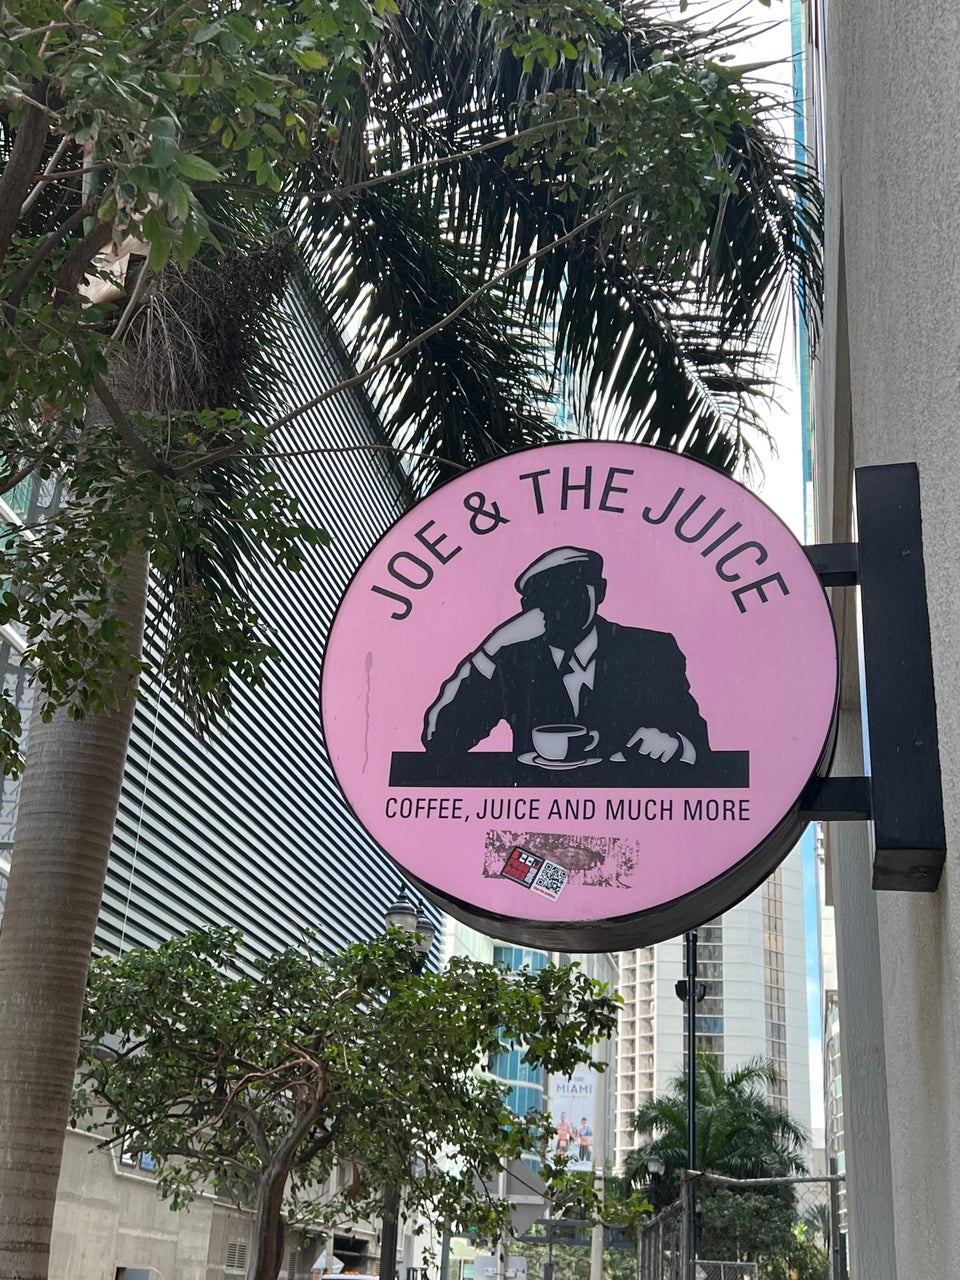 JOE & THE JUICE
COFFEE, JUICE AND MUCH MORE
MIAMI